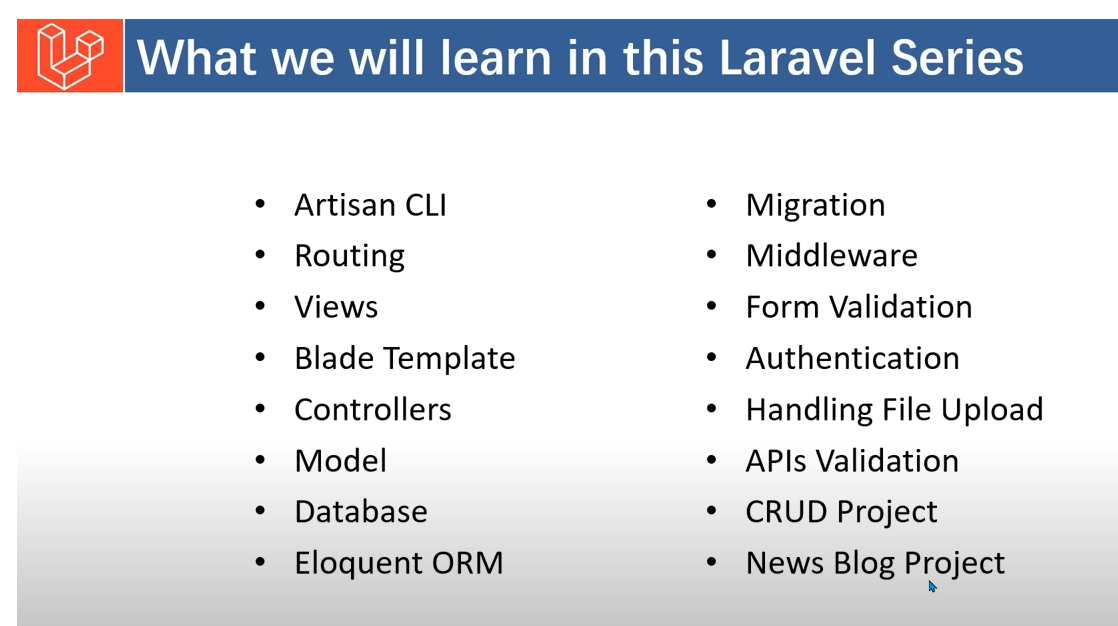 What we will learn in this Laravel Series
• Artisan CLI
• Routing
• Views
• Blade Template
• Controllers
• Model
• Database
• Eloquent ORM
• Migration
• Middleware
• Form Validation
• Authentication
• Handling File Upload
• APIs Validation
• CRUD Project
• News Blog Project